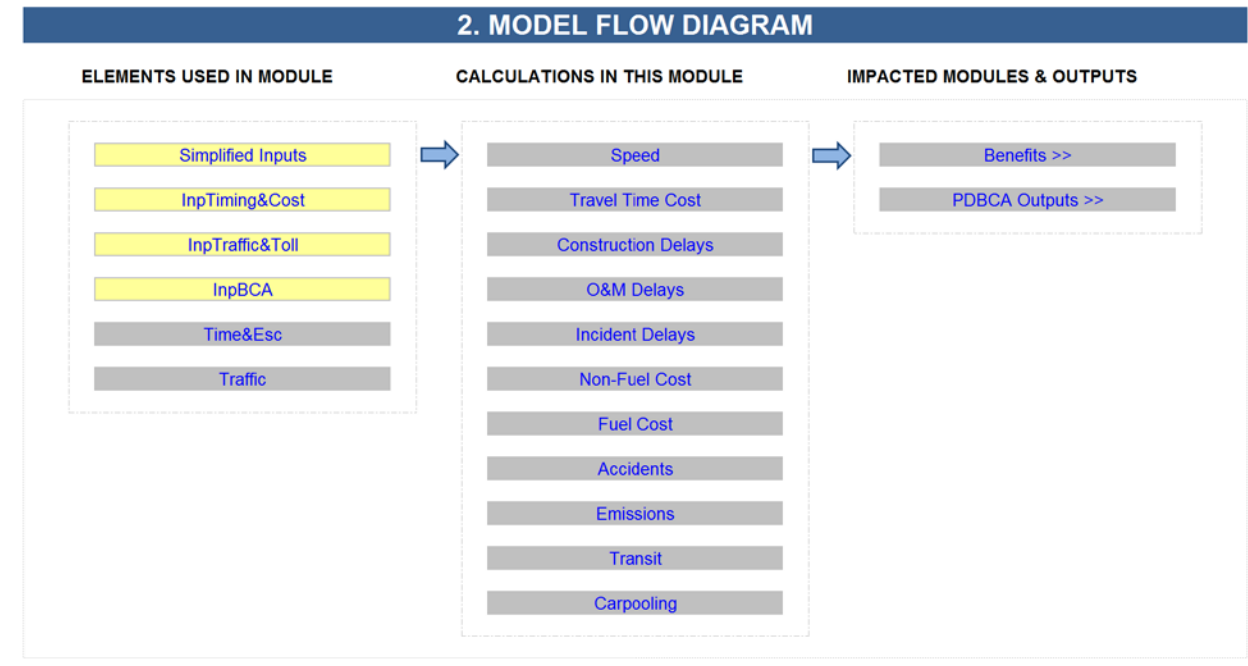 2. MODEL FLOW DIAGRAM
ELEMENTS USED IN MODULE
CALCULATIONS IN THIS MODULE
IMPACTED MODULES & OUTPUTS
Simplified Inputs
InpTiming&Cost
InpTraffic&Toll
InpBCA
Time&Esc
Traffic
Speed
Travel Time Cost
Construction Delays
O&M Delays
Incident Delays
Non-Fuel Cost
Fuel Cost
Accidents
Emissions
Transit
Carpooling
Benefits >>
PDBCA Outputs >>